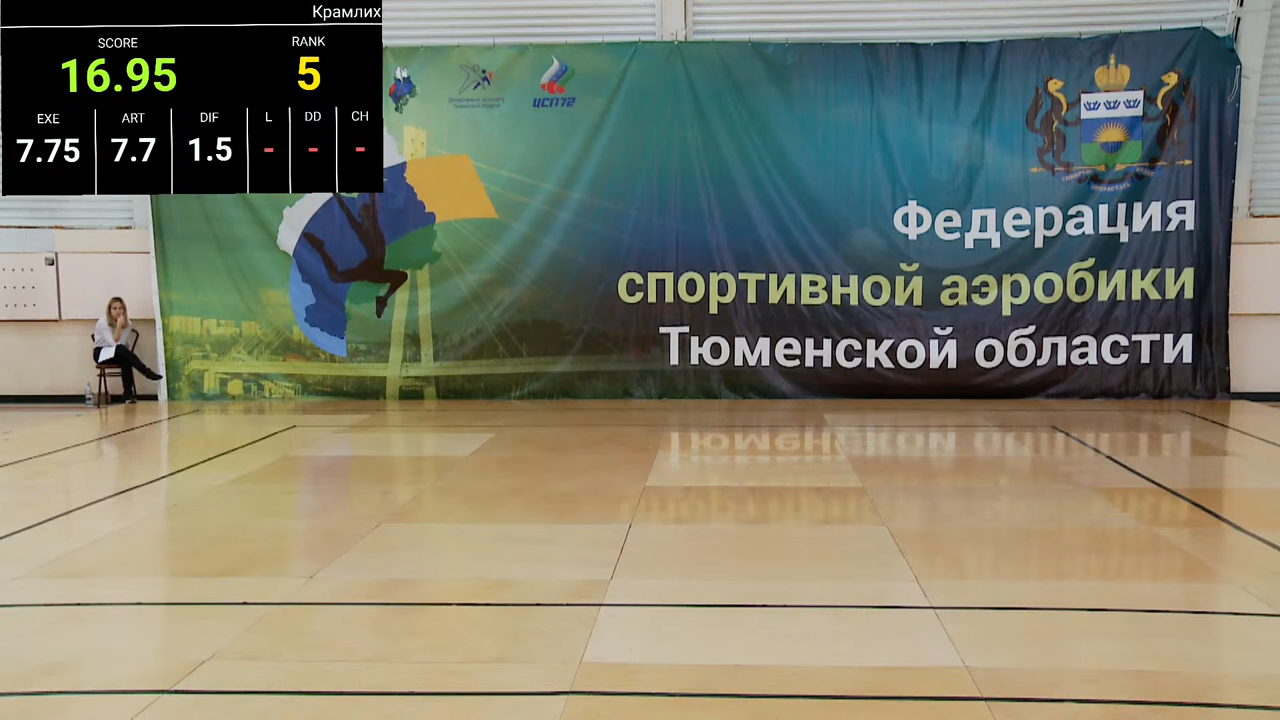 Крамлих
SCORE
RANK
16.95
5
EXE
ART
DIF
L
DD
CH
7.75
7.7
1.5
-
-
-
ЦСП72
Федерация
спортивной аэробики
Тюменской области